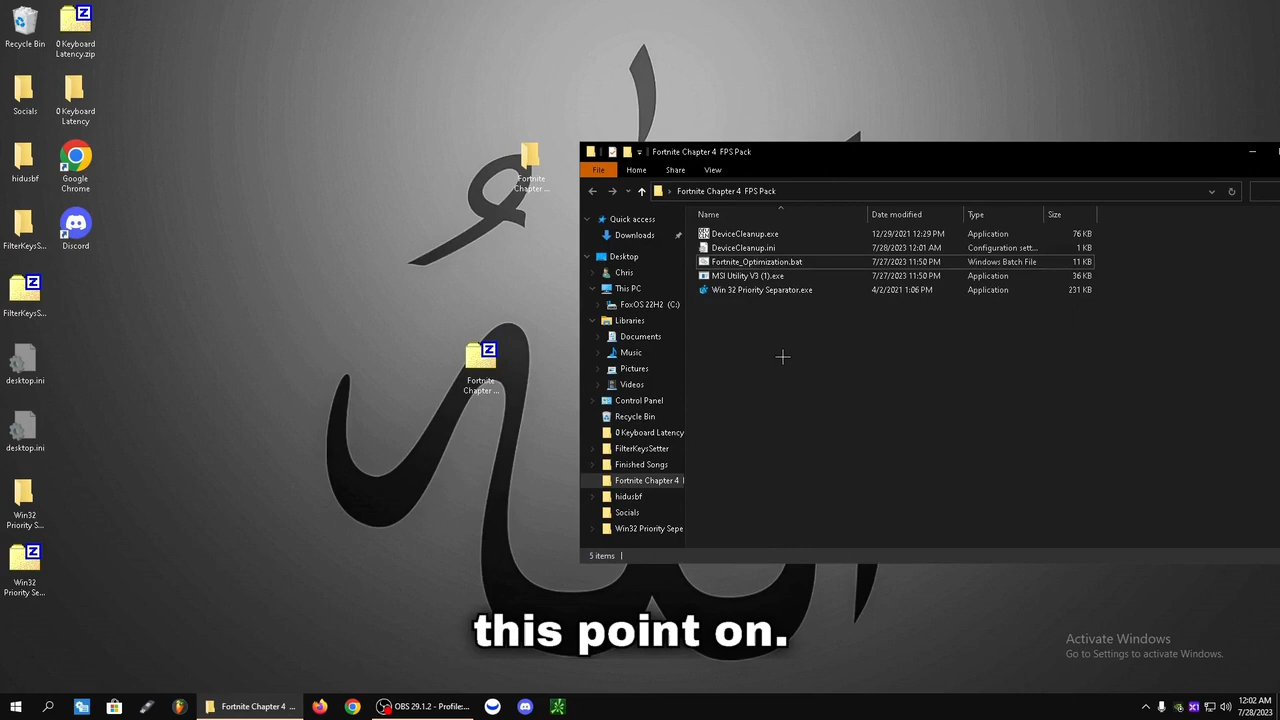 Recycle Bin
0 Keyboard
Latency.zip
Socials
0 Keyboard
Latency
hidusbf
Google
Chrome
FilterKeysS...
Discord
FilterKeysS...
desktop.ini
desktop.ini
Win32
Priority S...
Win32
Priority Se...
Fortnite
Chapter ...
Fortnite
Chapter ...
Fortnite Chapter 4 FPS Pack
File Home Share View
Fortnite Chapter 4 FPS Pack
Name Date modified Type Size
DeviceCleanup.exe 12/29/2021 12:29 PM Application 76 KB
DeviceCleanup.ini 7/28/2023 12:01 AM Configuration sett... 1 KB
Fortnite_Optimization.bat 7/27/2023 11:50 PM Windows Batch File 11 KB
MSI Utility V3 (1).exe 7/27/2023 11:50 PM Application 36 KB
Win 32 Priority Separator.exe 4/2/2021 1:06 PM Application 231 KB
Quick access
Downloads
Desktop
Chris
This PC
FoxOS 22H2 (C:)
Libraries
Documents
Music
Pictures
Videos
Control Panel
Recycle Bin
0 Keyboard Latency
FilterKeysSetter
Finished Songs
Fortnite Chapter 4
hidusbf
Socials
Win32 Priority Sepe
5 items
this point on.
Activate Windows
Go to Settings to activate Windows.
Fortnite Chapter 4 ...
OBS 29.1.2 - Profile:...
12:02 AM
7/28/2023